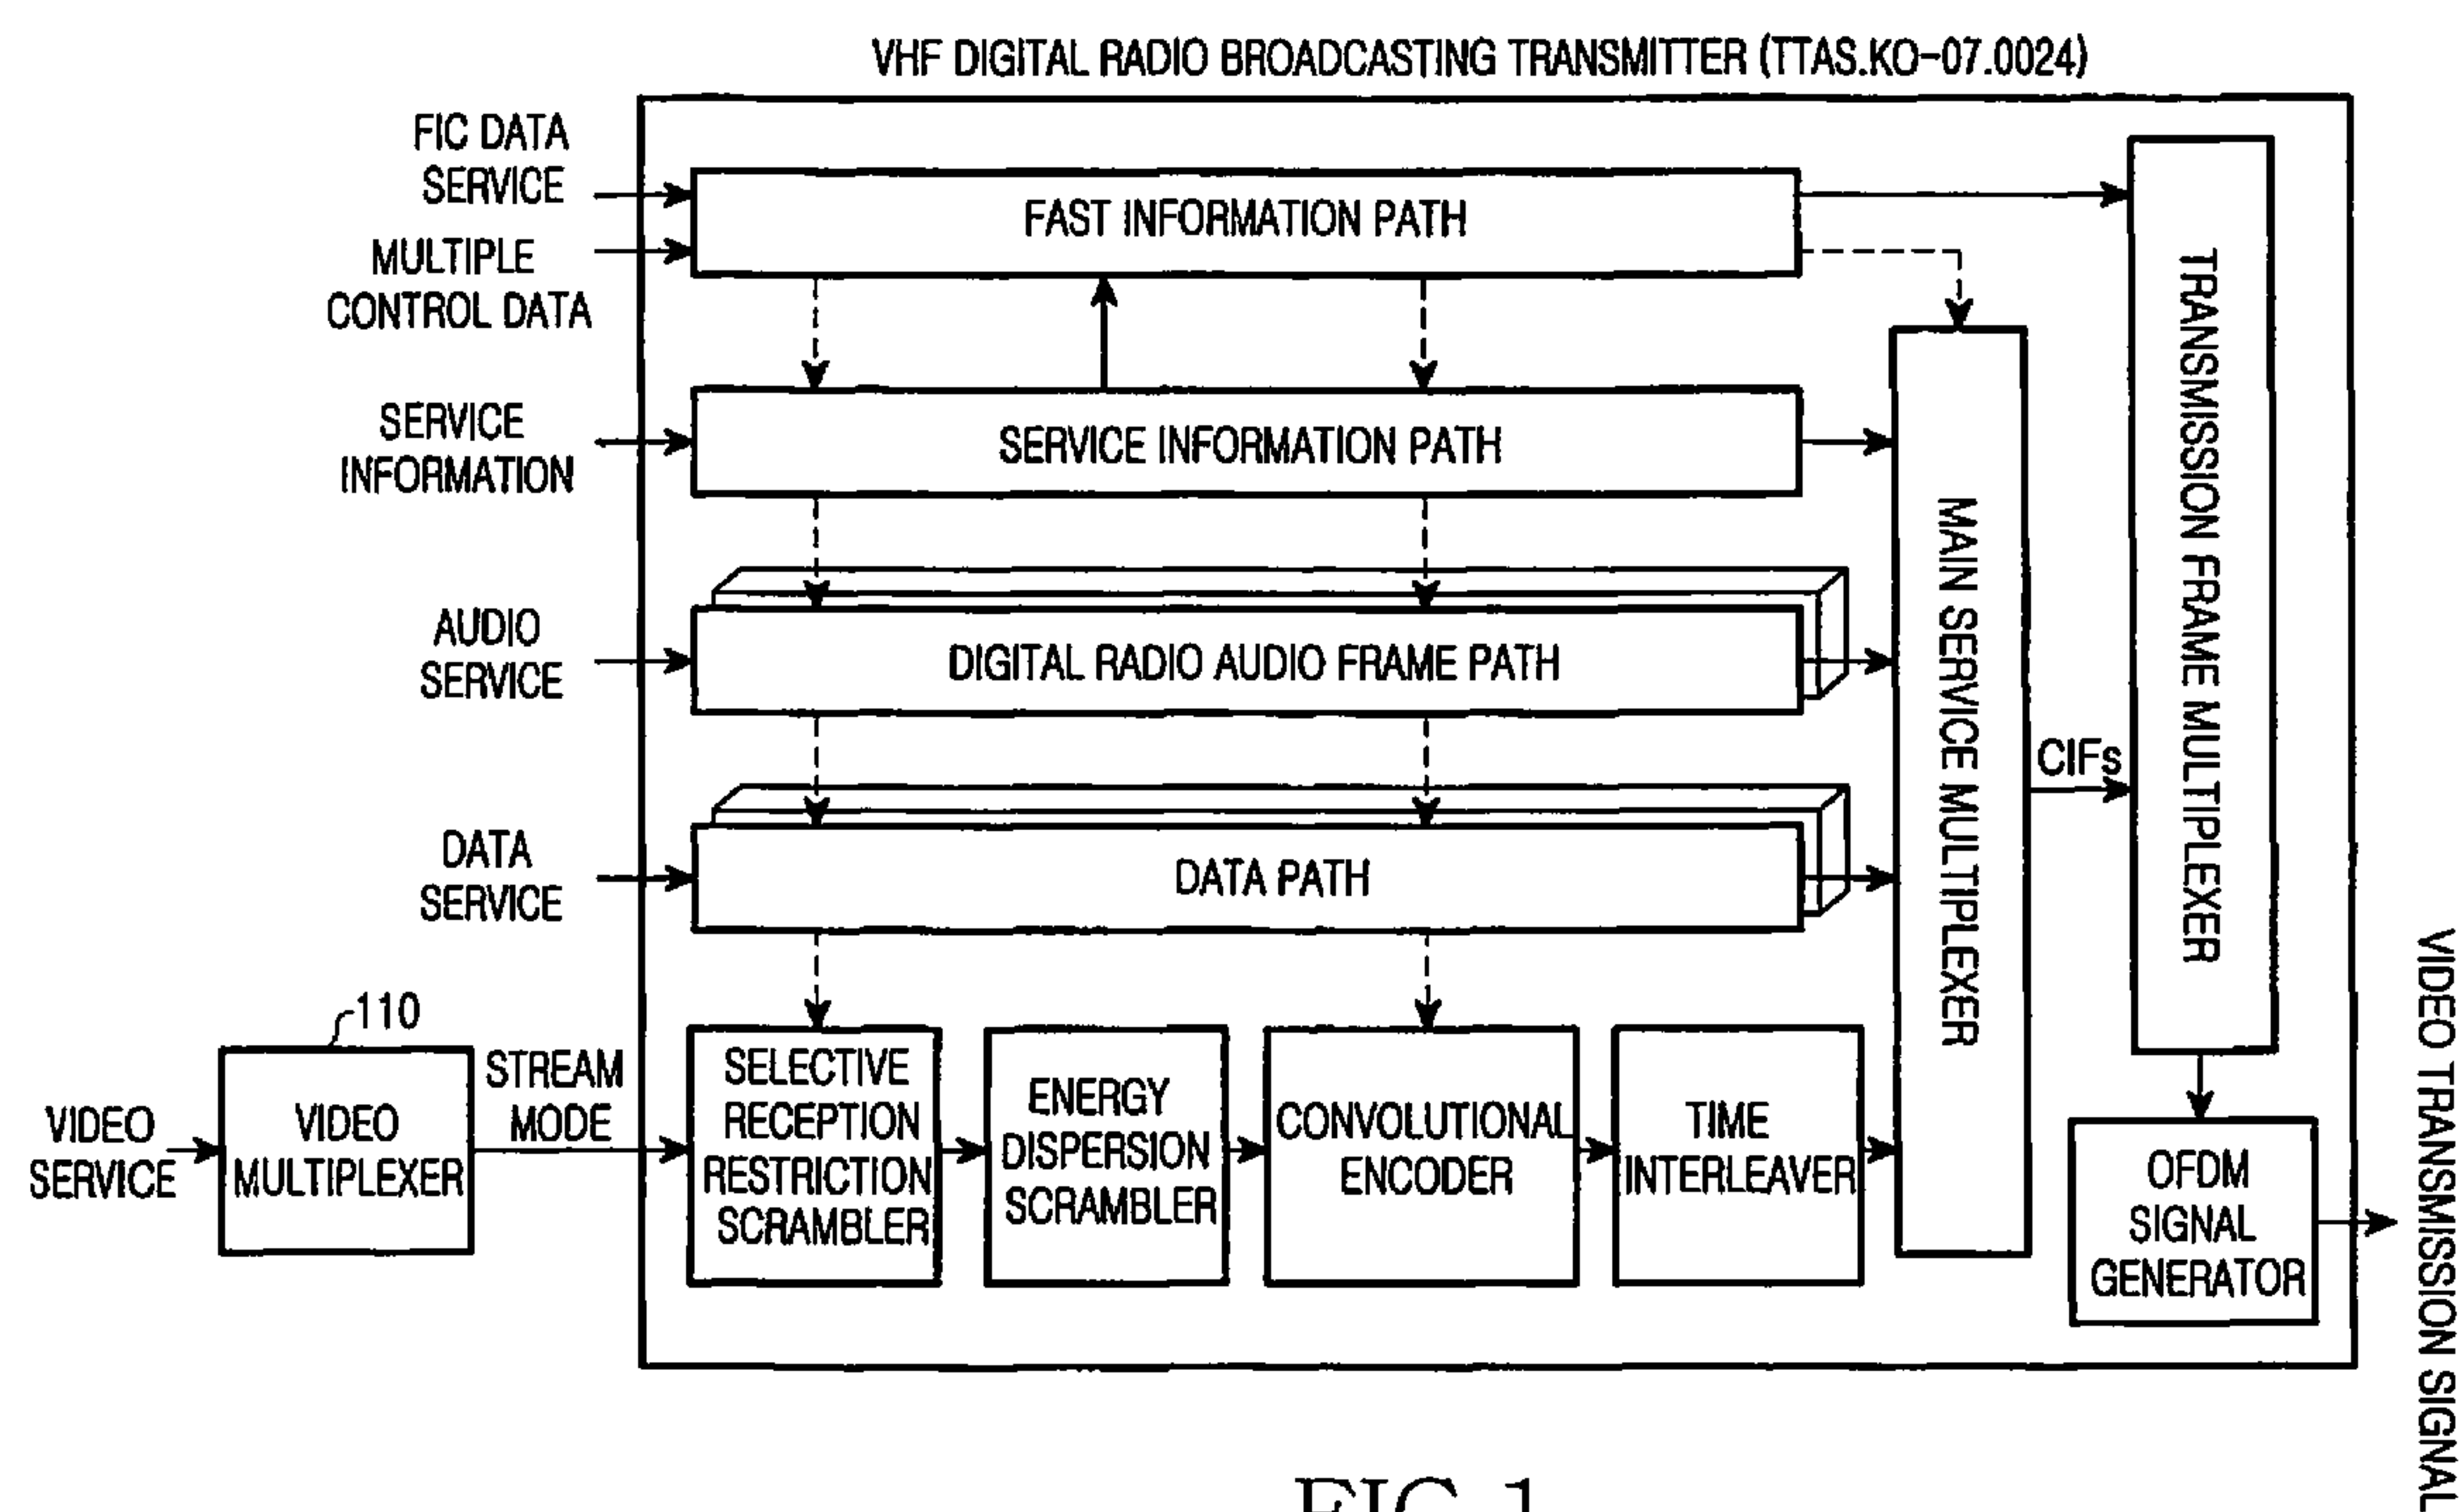 VHF DIGITAL RADIO BROADCASTING TRANSMITTER (TTAS.KO-07.0024)
FIC DATA
SERVICE
MULTIPLE
CONTROL DATA
FAST INFORMATION PATH
SERVICE
INFORMATION
SERVICE INFORMATION PATH
AUDIO
SERVICE
DIGITAL RADIO AUDIO FRAME PATH
DATA
SERVICE
DATA PATH
MAIN SERVICE MULTIPLEXER
CIFs
TRANSMISSION FRAME MULTIPLEXER
VIDEO
SERVICE
110
VIDEO
MULTIPLEXER
STREAM
MODE
SELECTIVE
RECEPTION
RESTRICTION
SCRAMBLER
ENERGY
DISPERSION
SCRAMBLER
CONVOLUTIONAL
ENCODER
TIME
INTERLEAVER
OFDM
SIGNAL
GENERATOR
VIDEO TRANSMISSION SIGNAL
FIG. 1